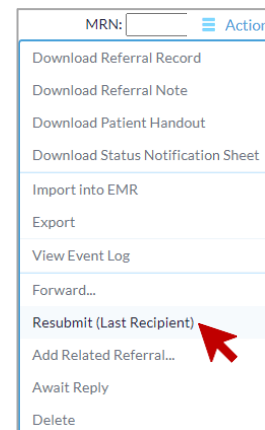 MRN: Action
Download Referral Record
Download Referral Note
Download Patient Handout
Download Status Notification Sheet
Import into EMR
Export
View Event Log
Forward...
Resubmit (Last Recipient)
Add Related Referral...
Await Reply
Delete